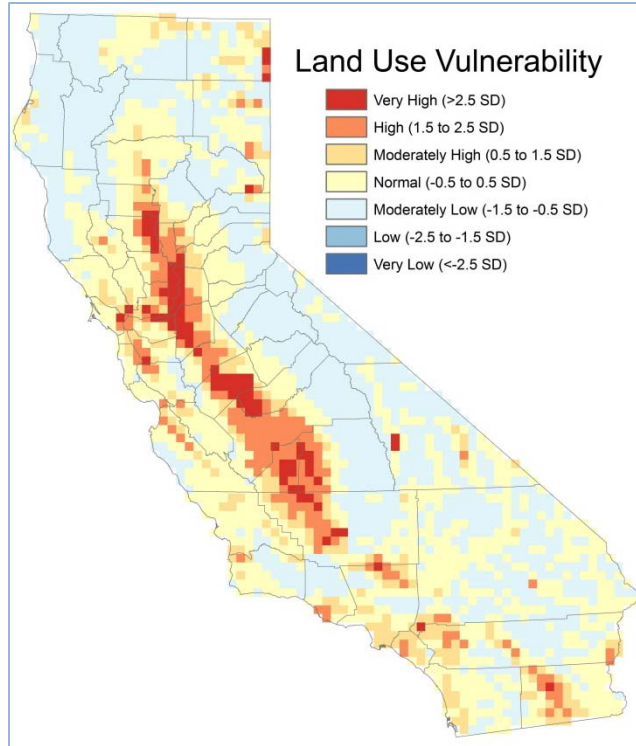 Land Use Vulnerability
Very High (>2.5 SD)
High (1.5 to 2.5 SD)
Moderately High (0.5 to 1.5 SD)
Normal (-0.5 to 0.5 SD)
Moderately Low (-1.5 to -0.5 SD)
Low (-2.5 to -1.5 SD)
Very Low (<-2.5 SD)